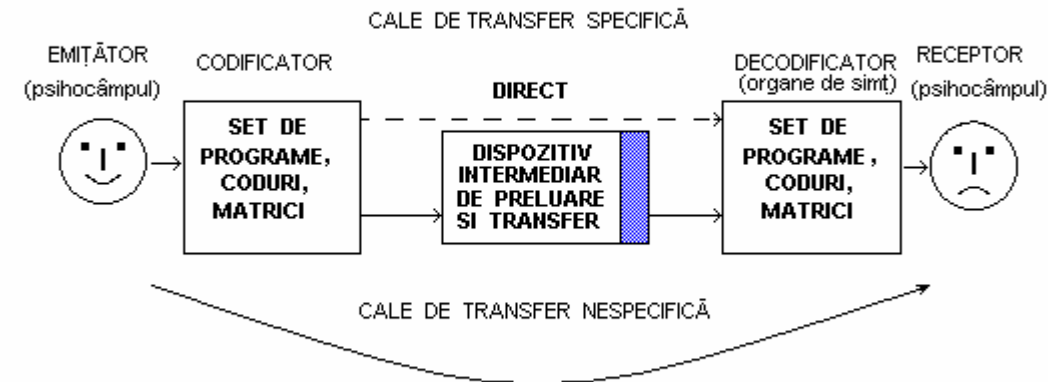 CALE DE TRANSFER SPECIFICĂ
EMIȚĂTOR
(psihocâmpul)
CODIFICATOR
DIRECT
DECODIFICATOR
(organe de simț)
RECEPTOR
(psihocâmpul)
SET DE
PROGRAME,
CODURI,
MATRICI
DISPOZITIV
INTERMEDIAR
DE PRELUARE
SI TRANSFER
SET DE
PROGRAME ,
CODURI,
MATRICI
CALE DE TRANSFER NESPECIFICĂ